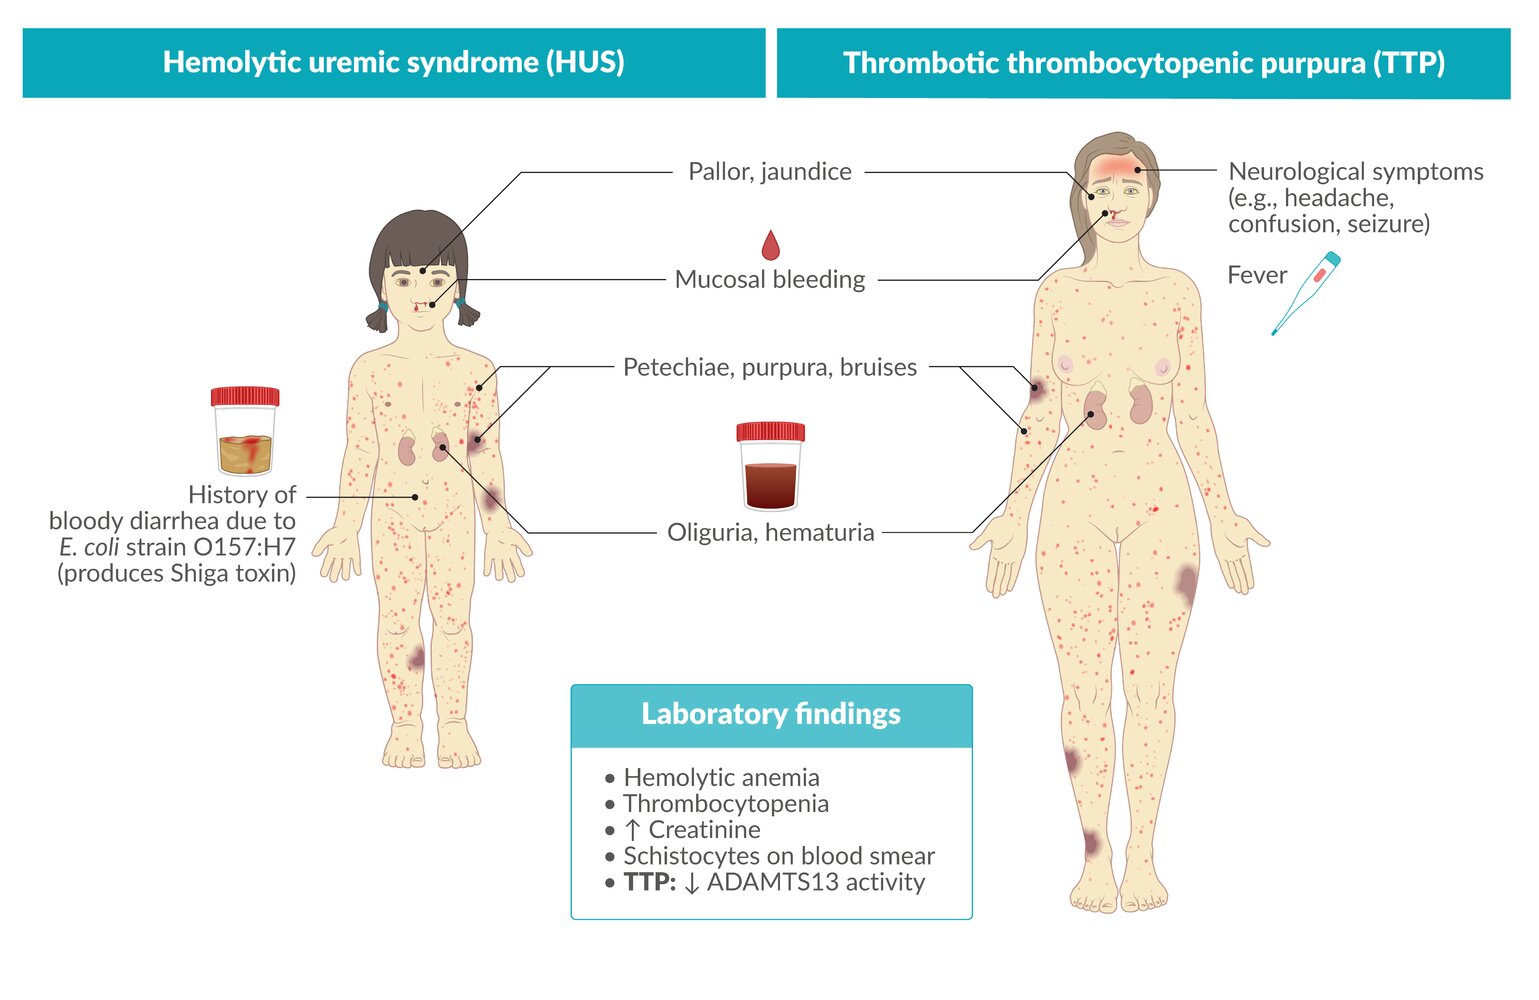 Hemolytic uremic syndrome (HUS)
Thrombotic thrombocytopenic purpura (TTP)
Pallor, jaundice
Mucosal bleeding
Petechiae, purpura, bruises
Oliguria, hematuria
Neurological symptoms
(e.g., headache,
confusion, seizure)
Fever
History of
bloody diarrhea due to
E. coli strain O157:H7
(produces Shiga toxin)
Laboratory findings
• Hemolytic anemia
• Thrombocytopenia
• ↑ Creatinine
• Schistocytes on blood smear
• TTP: ↓ ADAMTS13 activity